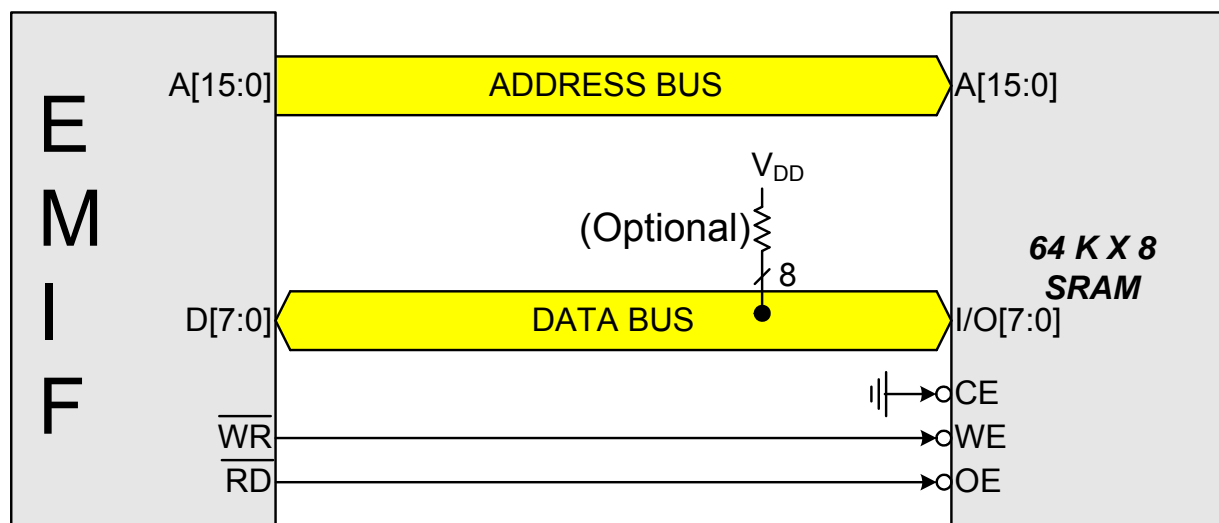 EMIF
A[15:0]
ADDRESS BUS
A[15:0]
VDD
(Optional)
8
64 K X 8
SRAM
D[7:0]
DATA BUS
I/O[7:0]
CE
WR
WE
RD
OE